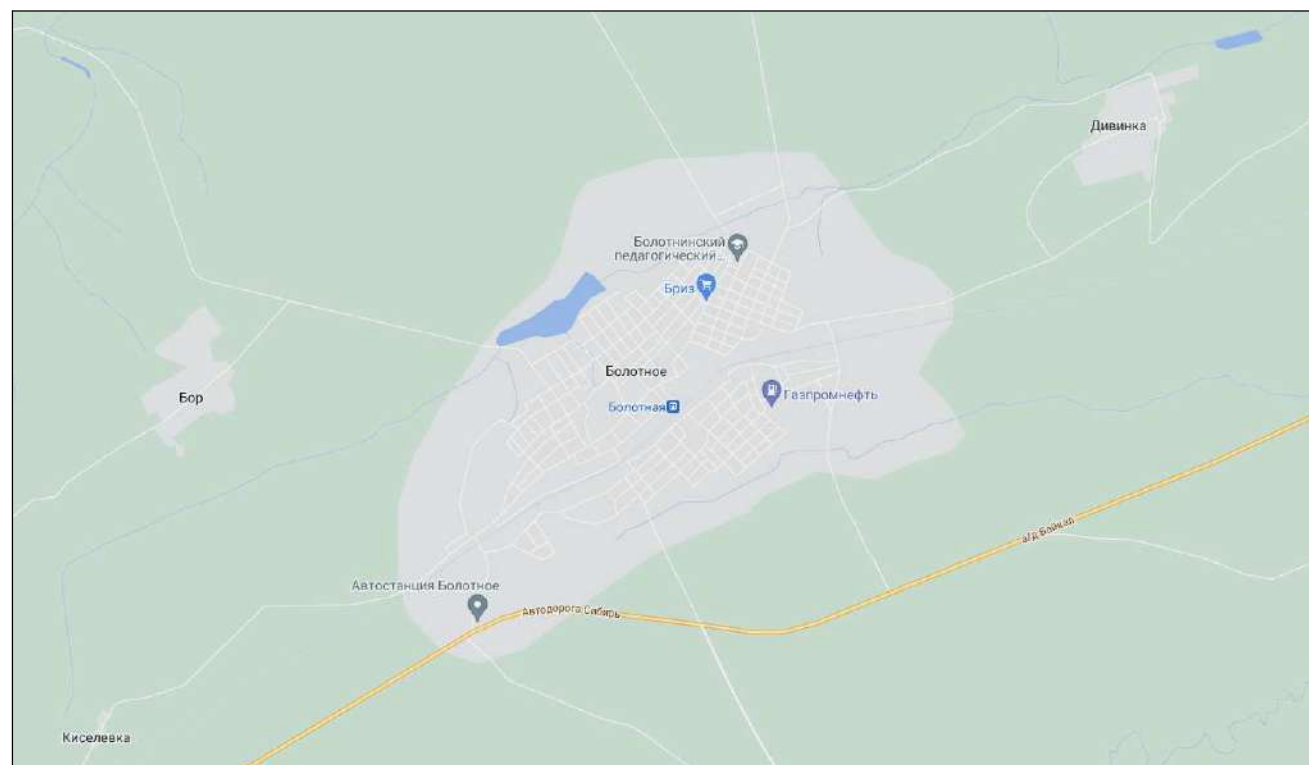 Дивинка
Болотнинский
педагогический...
Бриз
Болотное
Бор
Болотная
Газпромнефть
а/д Байкал
Автостанция Болотное
Автодорога Сибирь
Киселевка